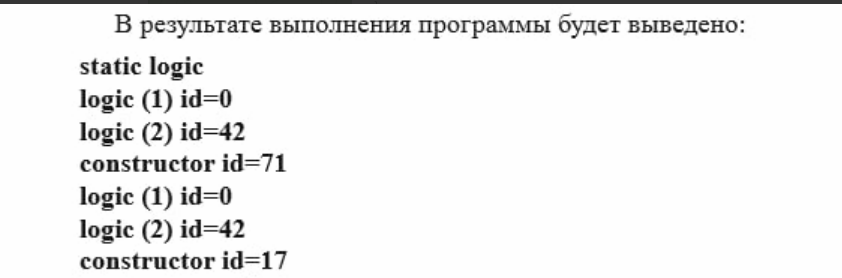 В результате выполнения программы будет выведено:
static logic
logic (1) id=0
logic (2) id=42
constructor id=71
logic (1) id=0
logic (2) id=42
constructor id=17